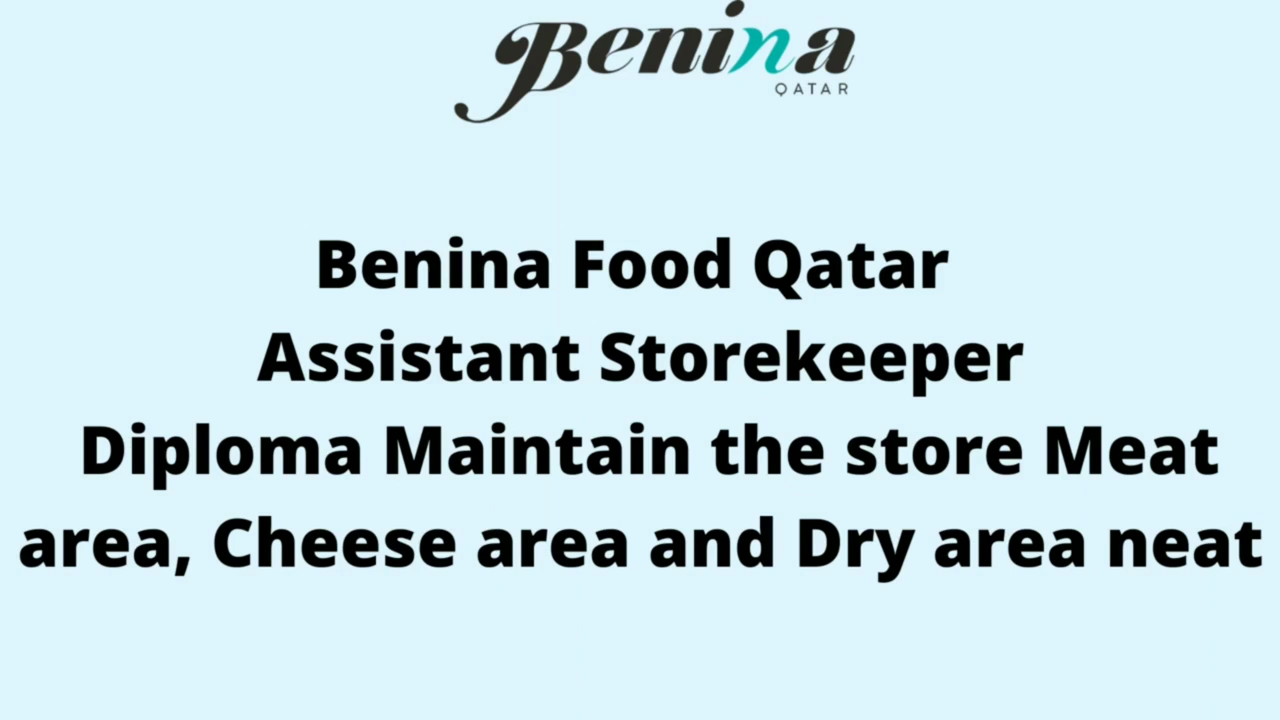 Benina
QATAR
Benina Food Qatar
Assistant Storekeeper
Diploma Maintain the store Meat
area, Cheese area and Dry area neat